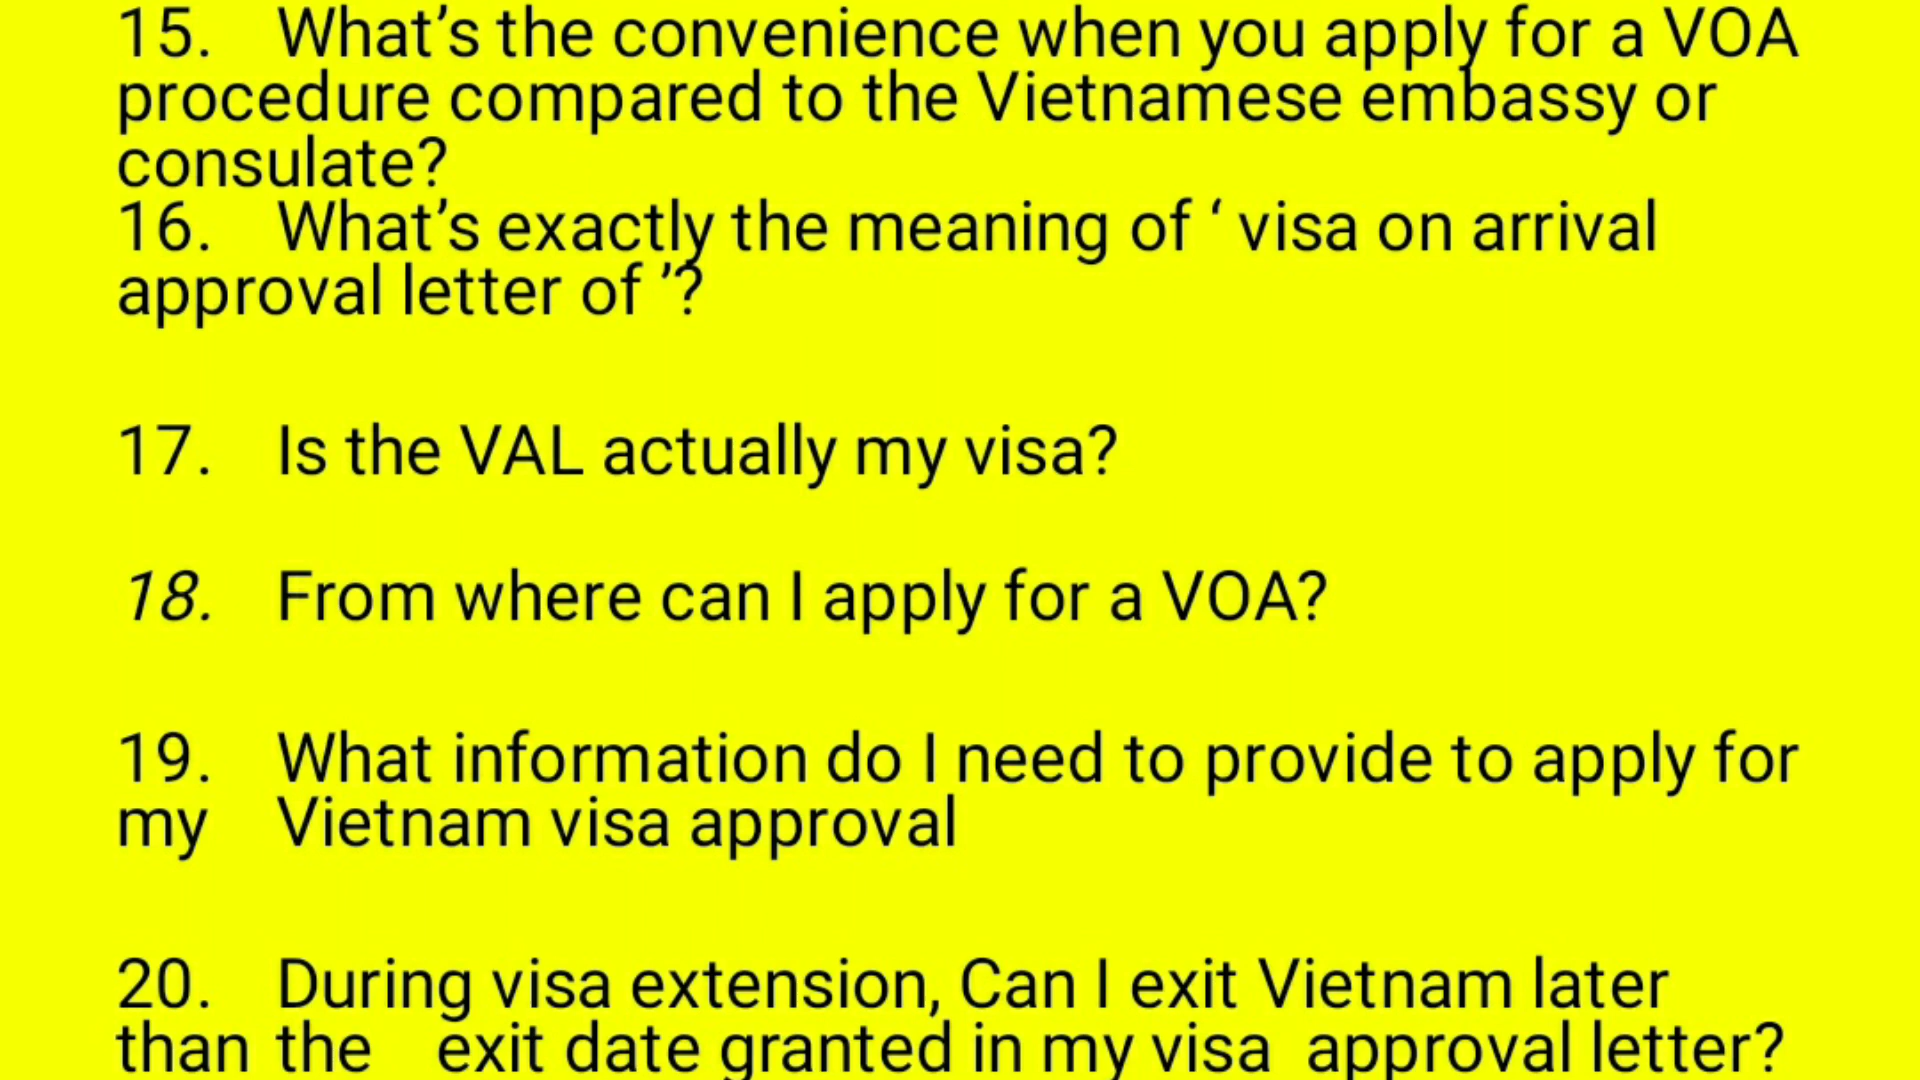 15. What’s the convenience when you apply for a VOA
procedure compared to the Vietnamese embassy or
consulate?
16. What’s exactly the meaning of ‘ visa on arrival
approval letter of ’?
17. Is the VAL actually my visa?
18. From where can I apply for a VOA?
19. What information do I need to provide to apply for
my Vietnam visa approval
20. During visa extension, Can I exit Vietnam later
than the exit date granted in my visa approval letter?